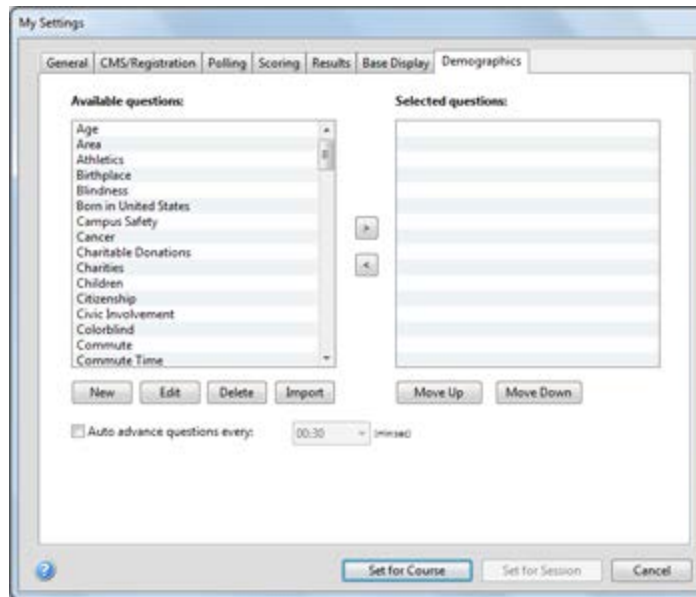 My Settings
General CMS/Registration Polling Scoring Results Base Display Demographics
Available questions:
Age
Area
Athletics
Birthplace
Blindness
Born in United States
Campus Safety
Cancer
Charitable Donations
Charities
Children
Citizenship
Civic Involvement
Colorblind
Commute
Commute Time
New Edit Delete Import
Auto advance questions every: 00:30 (min:sec)
Selected questions:
>
<
Move Up Move Down
? Set for Course Set for Session Cancel